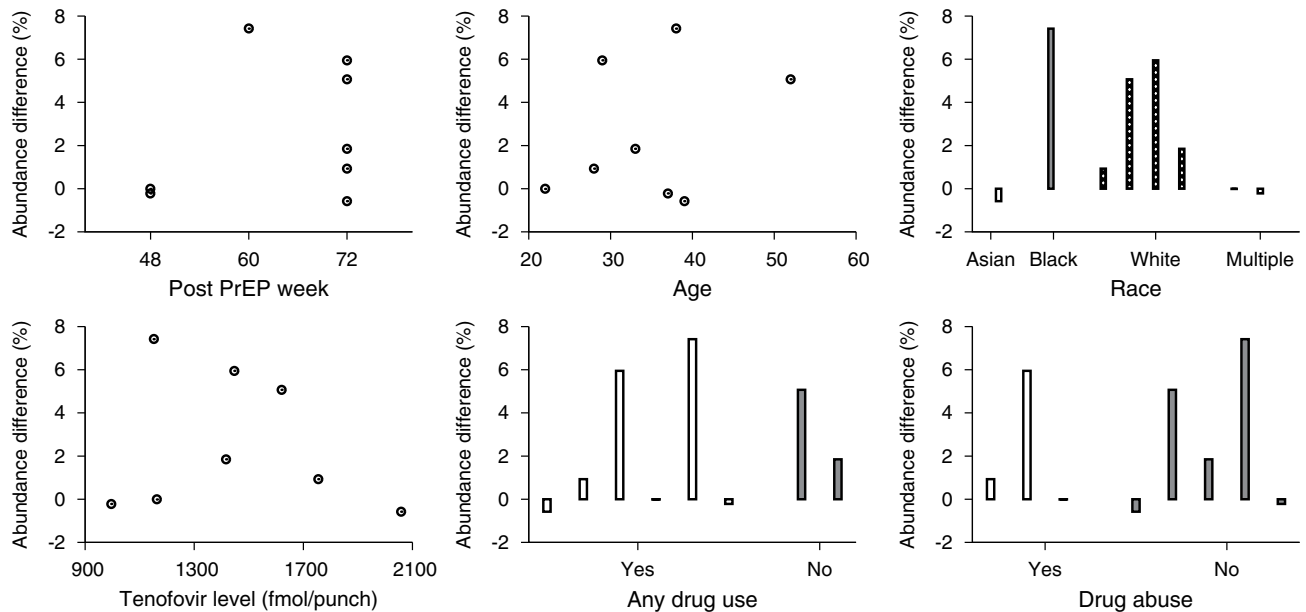 Abundance difference (%)
8
6
4
2
0
-2
48 60 72
Post PrEP week
Abundance difference (%)
8
6
4
2
0
-2
20 30 40 50 60
Age
Abundance difference (%)
8
6
4
2
0
-2
Asian Black White Multiple
Race
Abundance difference (%)
8
6
4
2
0
-2
900 1300 1700 2100
Tenofovir level (fmol/punch)
Abundance difference (%)
8
6
4
2
0
-2
Yes No
Any drug use
Abundance difference (%)
8
6
4
2
0
-2
Yes No
Drug abuse